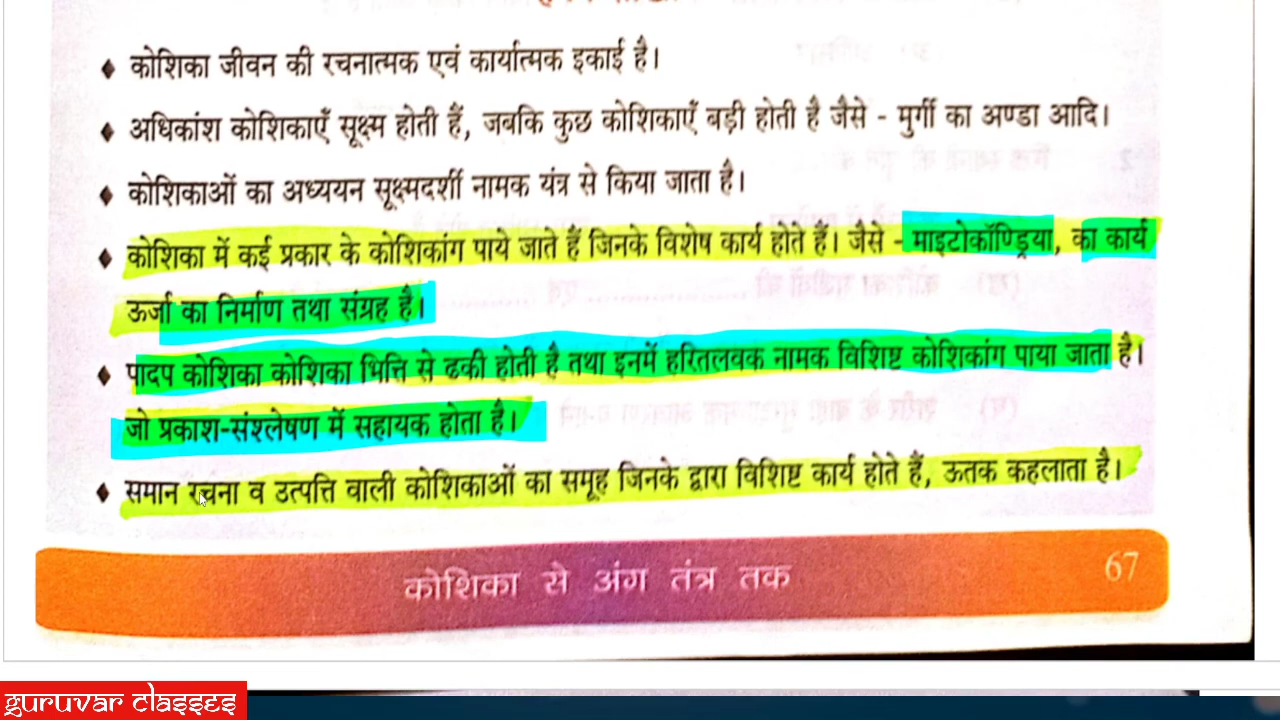 ♦ कोशिका जीवन की रचनात्मक एवं कार्यात्मक इकाई है।
♦ अधिकांश कोशिकाएँ सूक्ष्म होती हैं, जबकि कुछ कोशिकाएँ बड़ी होती है जैसे - मुर्गी का अण्डा आदि।
♦ कोशिकाओं का अध्ययन सूक्ष्मदर्शी नामक यंत्र से किया जाता है।
♦ कोशिका में कई प्रकार के कोशिकांग पाये जाते हैं जिनके विशेष कार्य होते हैं। जैसे - माइटोकॉण्ड्रिया, का कार्य
ऊर्जा का निर्माण तथा संग्रह है।
♦ पादप कोशिका कोशिका भित्ति से ढकी होती है तथा इनमें हरितलवक नामक विशिष्ट कोशिकांग पाया जाता है।
जो प्रकाश-संश्लेषण में सहायक होता है।
♦ समान रचना व उत्पत्ति वाली कोशिकाओं का समूह जिनके द्वारा विशिष्ट कार्य होते हैं, ऊतक कहलाता है।
कोशिका से अंग तंत्र तक 67
GURUVAR CLASSES